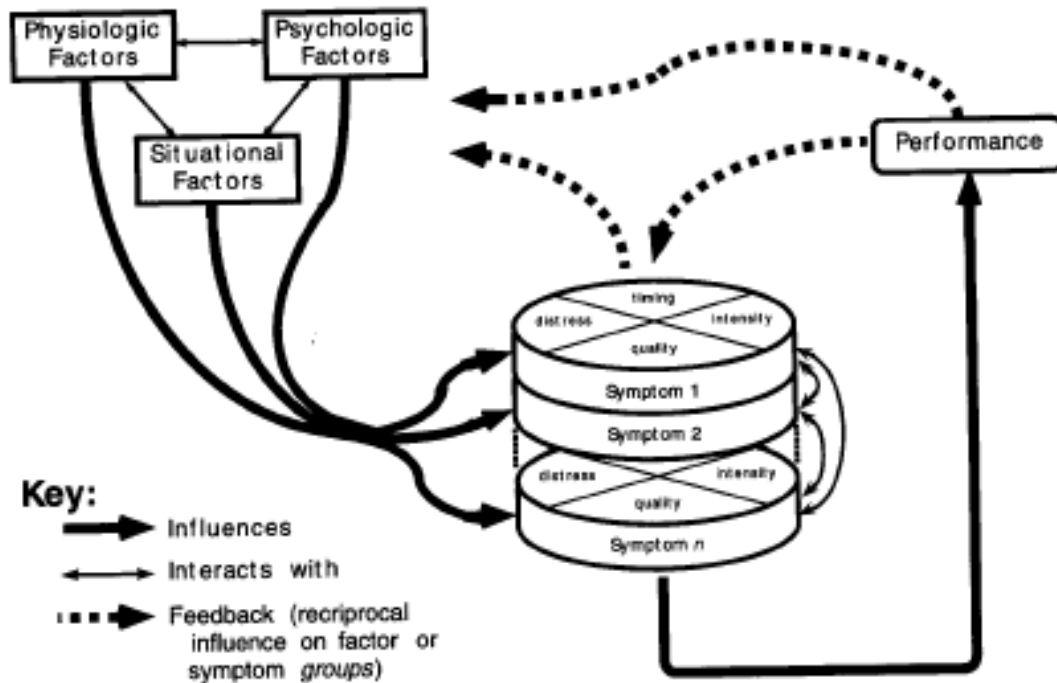 Physiologic
Factors
Psychologic
Factors
Situational
Factors
Performance
timing
distress
intensity
quality
Symptom 1
Symptom 2
distress
intensity
quality
Symptom n
Key:
Influences
Interacts with
Feedback (recriprocal
influence on factor or
symptom groups)